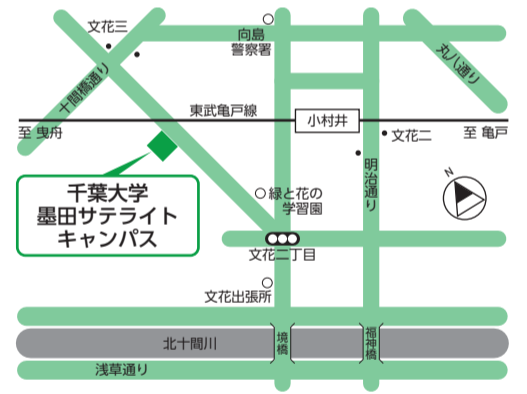 文花三
向島
警察署
丸八通り
十間橋通り
東武亀戸線
小村井
至 曳舟
文花二
至 亀戸
明治通り
N
千葉大学
墨田サテライト
キャンパス
緑と花の
学習園
文花二丁目
文花出張所
北十間川
境橋
福神橋
浅草通り